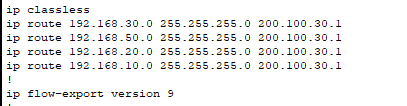 ip classless
ip route 192.168.30.0 255.255.255.0 200.100.30.1
ip route 192.168.50.0 255.255.255.0 200.100.30.1
ip route 192.168.20.0 255.255.255.0 200.100.30.1
ip route 192.168.10.0 255.255.255.0 200.100.30.1
!
ip flow-export version 9